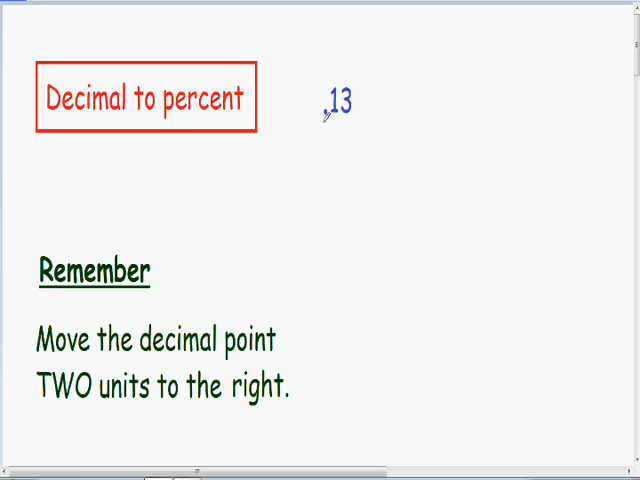 Decimal to percent
.13
Remember
Move the decimal point
TWO units to the right.